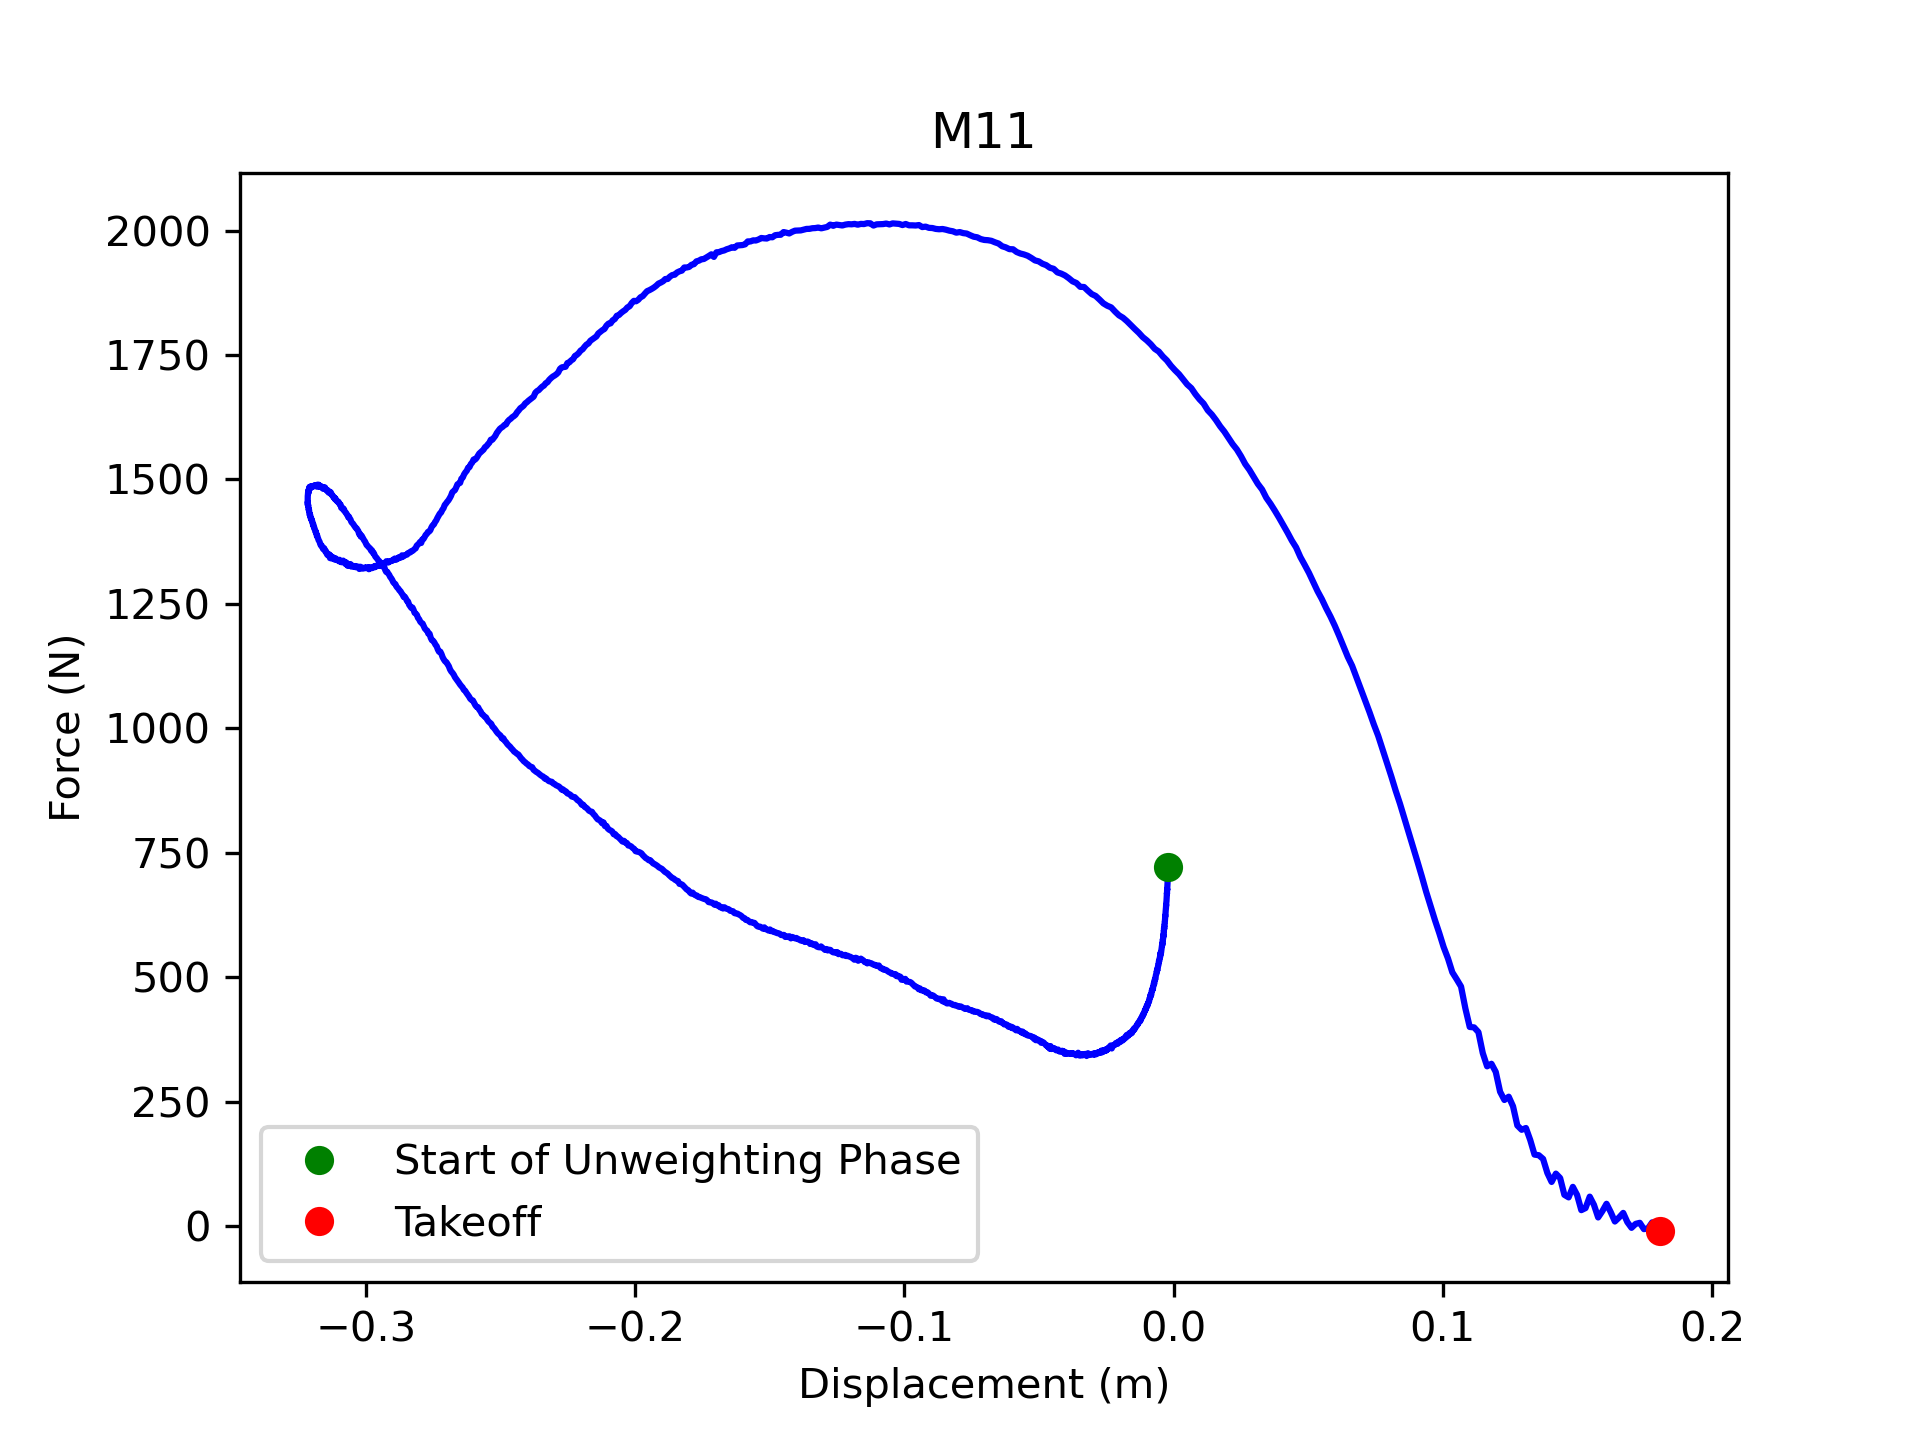 M11
2000
1750
1500
1250
1000
750
500
250
0
Force (N)
Start of Unweighting Phase
Takeoff
−0.3 −0.2 −0.1 0.0 0.1 0.2
Displacement (m)